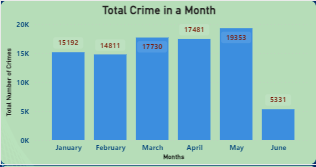 Total Crime in a Month
Total Number of Crimes
20K
15K
10K
5K
0K
15192
14811
17730
17481
19353
5331
January
February
March
April
May
June
Months